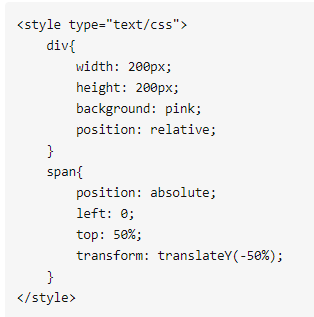 <style type="text/css">
    div{
        width: 200px;
        height: 200px;
        background: pink;
        position: relative;
    }
    span{
        position: absolute;
        left: 0;
        top: 50%;
        transform: translateY(-50%);
    }
</style>